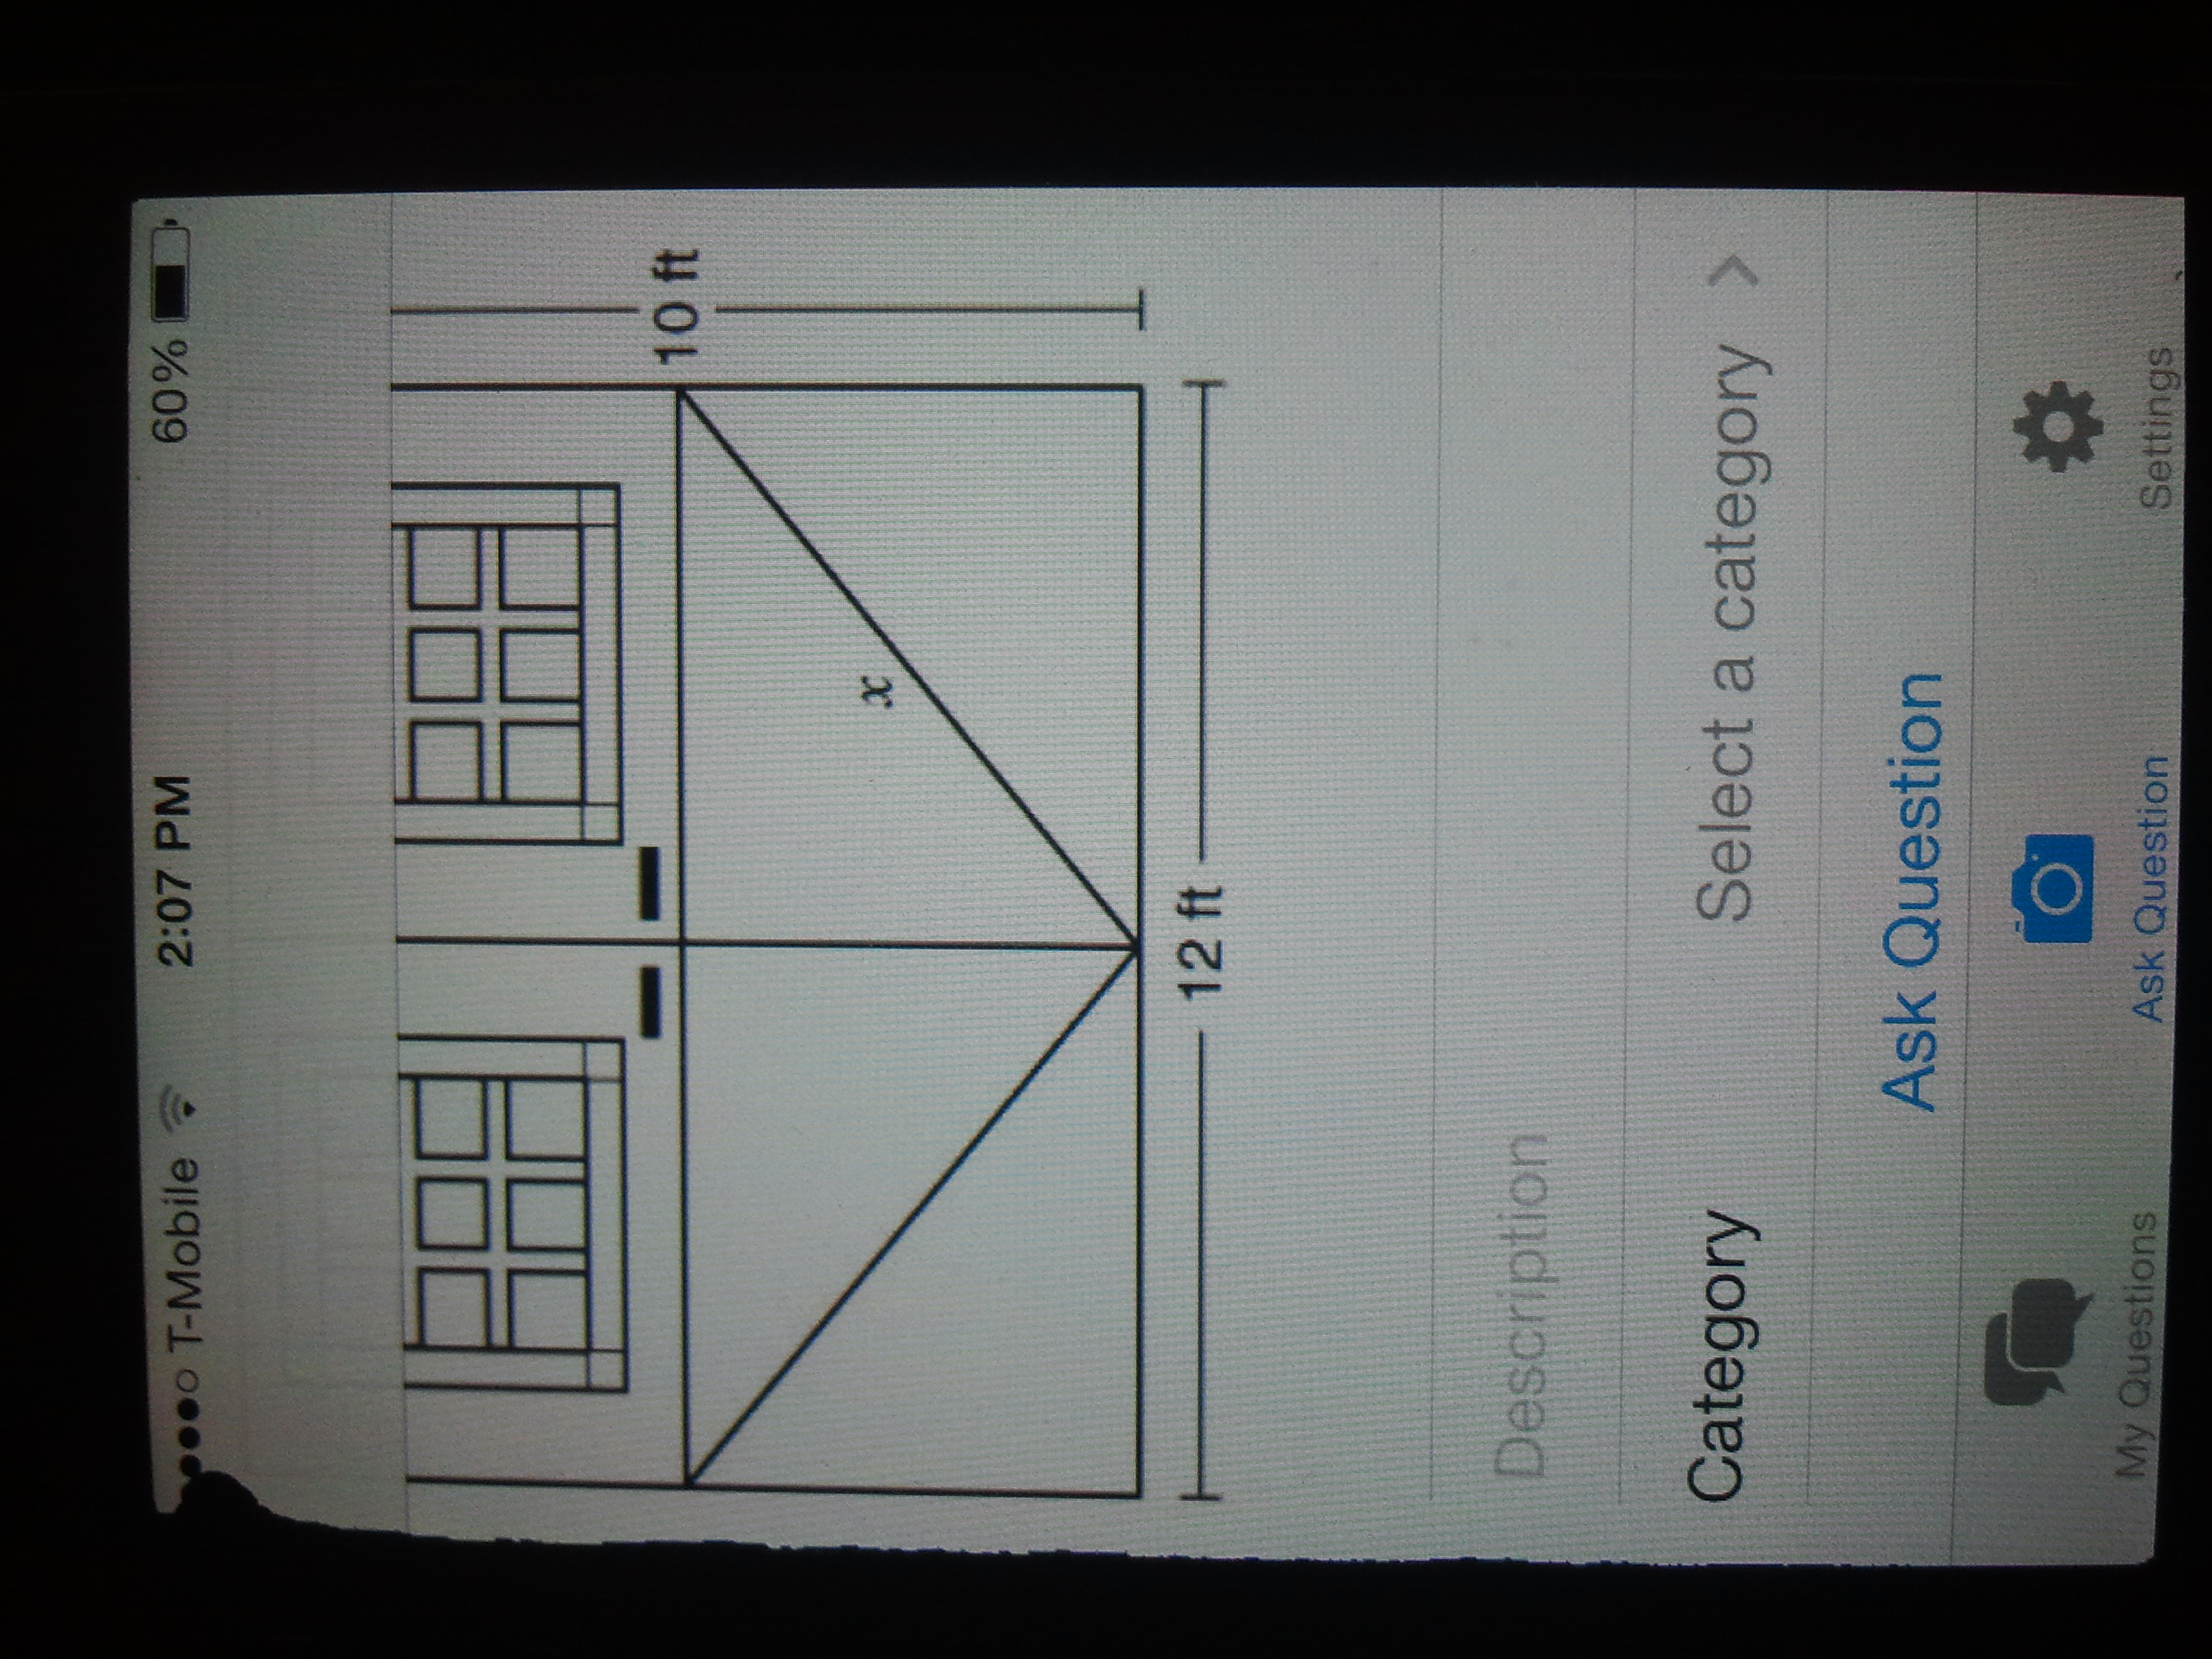 T-Mobile 2:07 PM 60%
10 ft
x
12 ft
Description
Category Select a category
Ask Question
My Questions Ask Question Settings